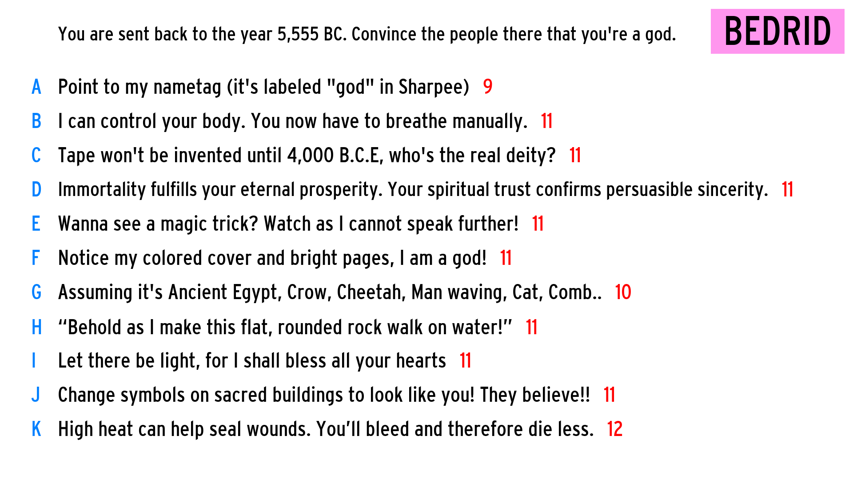 You are sent back to the year 5,555 BC. Convince the people there that you're a god.
BEDRID
A Point to my nametag (it's labeled "god" in Sharpee) 9
B I can control your body. You now have to breathe manually. 11
C Tape won't be invented until 4,000 B.C.E, who's the real deity? 11
D Immortality fulfills your eternal prosperity. Your spiritual trust confirms persuasible sincerity. 11
E Wanna see a magic trick? Watch as I cannot speak further! 11
F Notice my colored cover and bright pages, I am a god! 11
G Assuming it's Ancient Egypt, Crow, Cheetah, Man waving, Cat, Comb.. 10
H “Behold as I make this flat, rounded rock walk on water!” 11
I Let there be light, for I shall bless all your hearts 11
J Change symbols on sacred buildings to look like you! They believe!! 11
K High heat can help seal wounds. You’ll bleed and therefore die less. 12